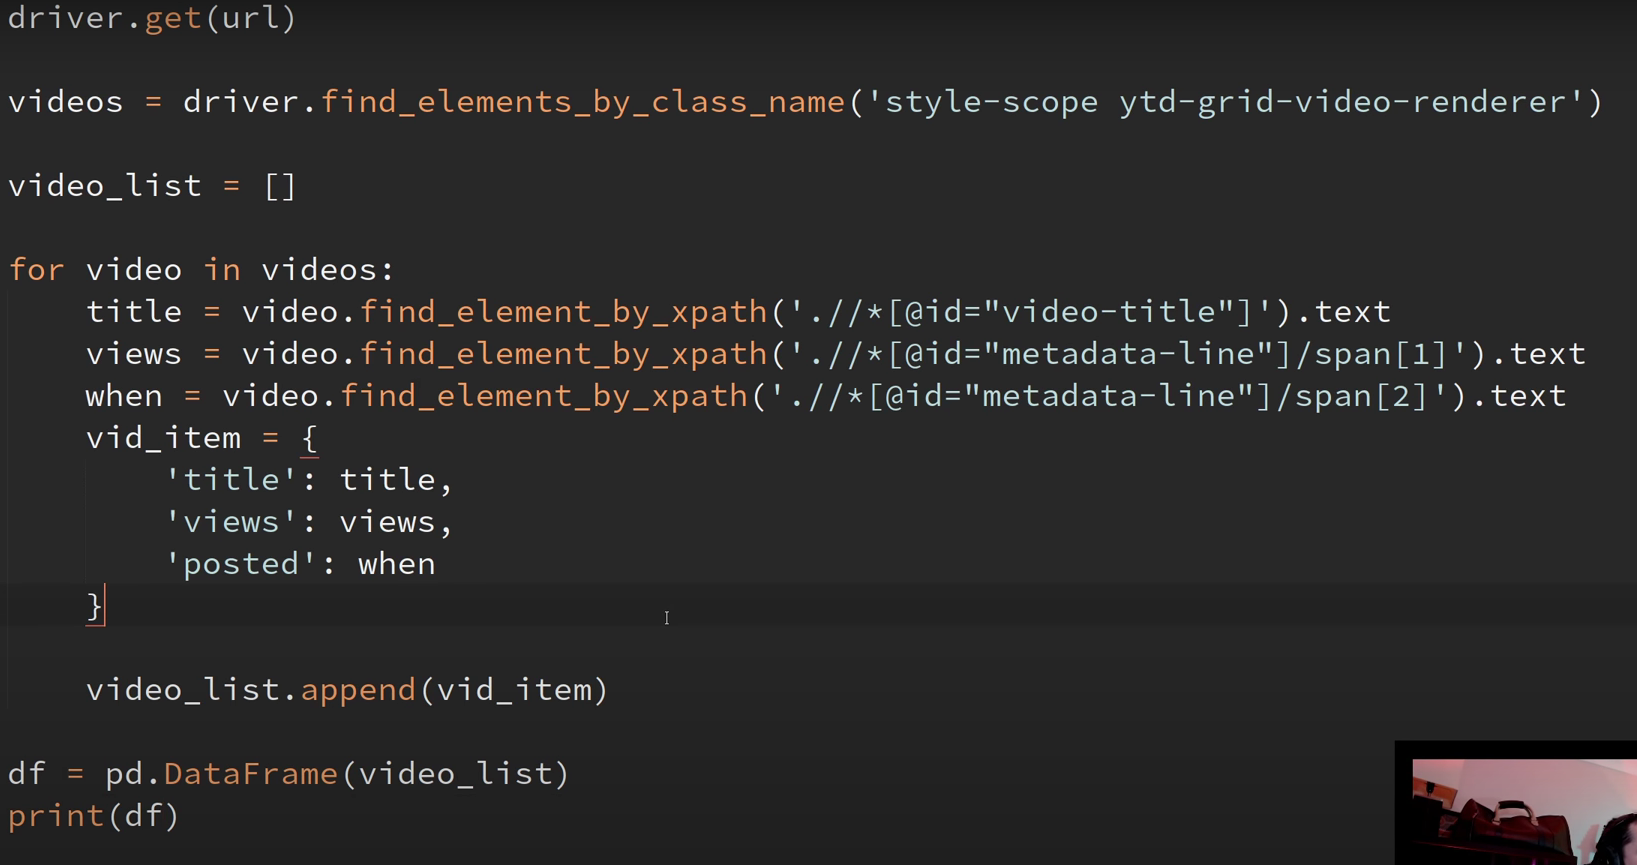 driver.get(url)
videos = driver.find_elements_by_class_name('style-scope ytd-grid-video-renderer')
video_list = []
for video in videos:
    title = video.find_element_by_xpath('.//*[@id="video-title"]').text
    views = video.find_element_by_xpath('.//*[@id="metadata-line"]/span[1]').text
    when = video.find_element_by_xpath('.//*[@id="metadata-line"]/span[2]').text
    vid_item = {
        'title': title,
        'views': views,
        'posted': when
    }
    video_list.append(vid_item)
df = pd.DataFrame(video_list)
print(df)